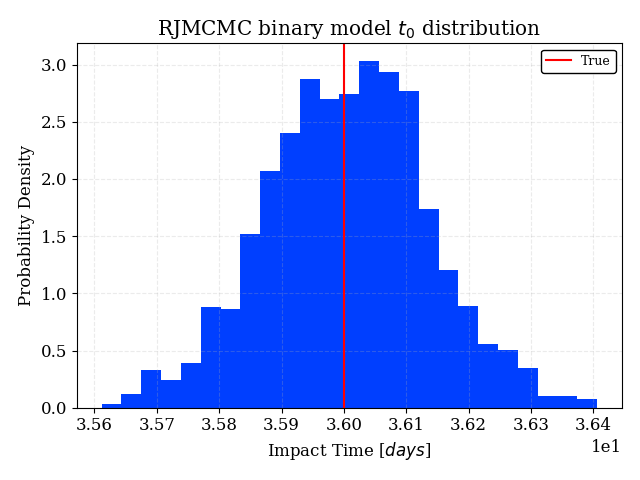 RJMCMC binary model t₀ distribution
True
Probability Density
3.0
2.5
2.0
1.5
1.0
0.5
0.0
3.56 3.57 3.58 3.59 3.60 3.61 3.62 3.63 3.64
1e1
Impact Time [days]